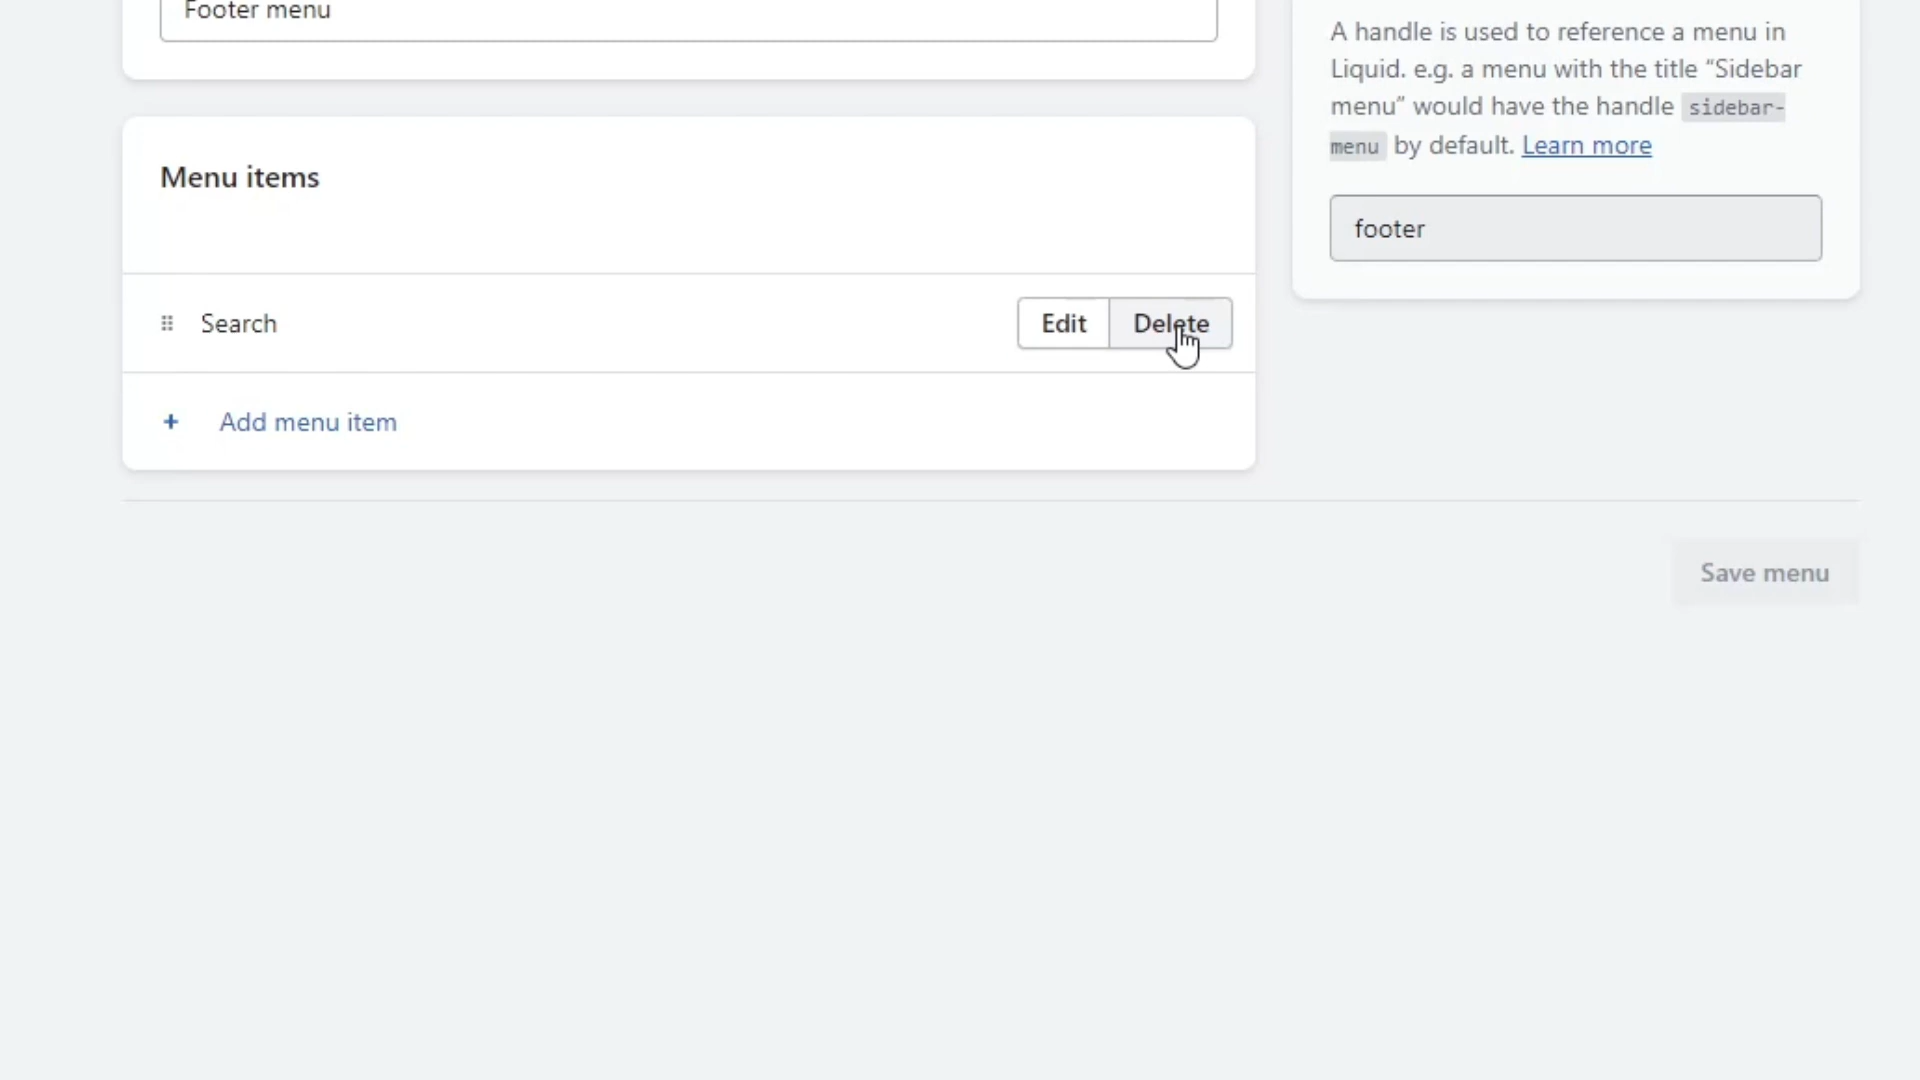 Footer menu
A handle is used to reference a menu in
Liquid. e.g. a menu with the title “Sidebar
menu” would have the handle sidebar-
menu by default. Learn more
footer
Menu items
Search
Edit
Delete
+ Add menu item
Save menu